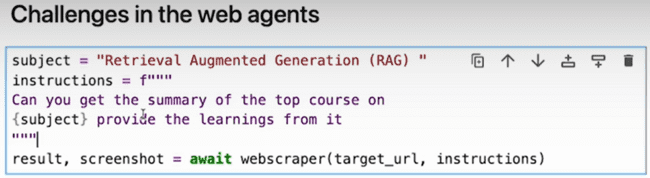 Challenges in the web agents
subject = "Retrieval Augmented Generation (RAG) "
instructions = f"""
Can you get the summary of the top course on
{subject} provide the learnings from it
"""
result, screenshot = await webscraper(target_url, instructions)